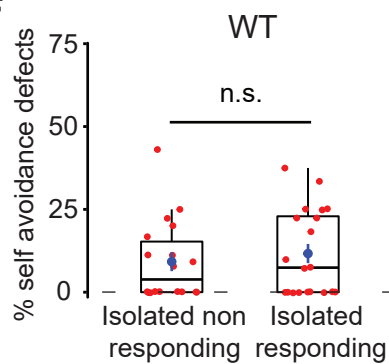 WT
% self avoidance defects
75
50
25
0
n.s.
Isolated non responding
Isolated responding